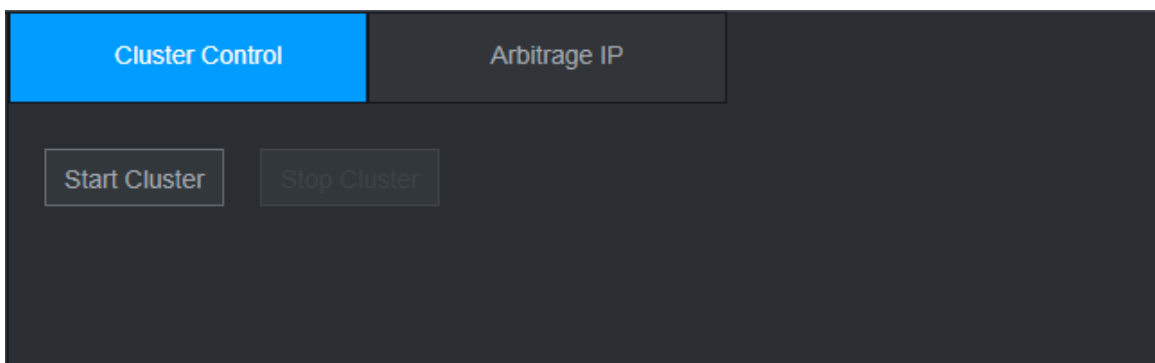 Cluster Control
Arbitrage IP
Start Cluster
Stop Cluster